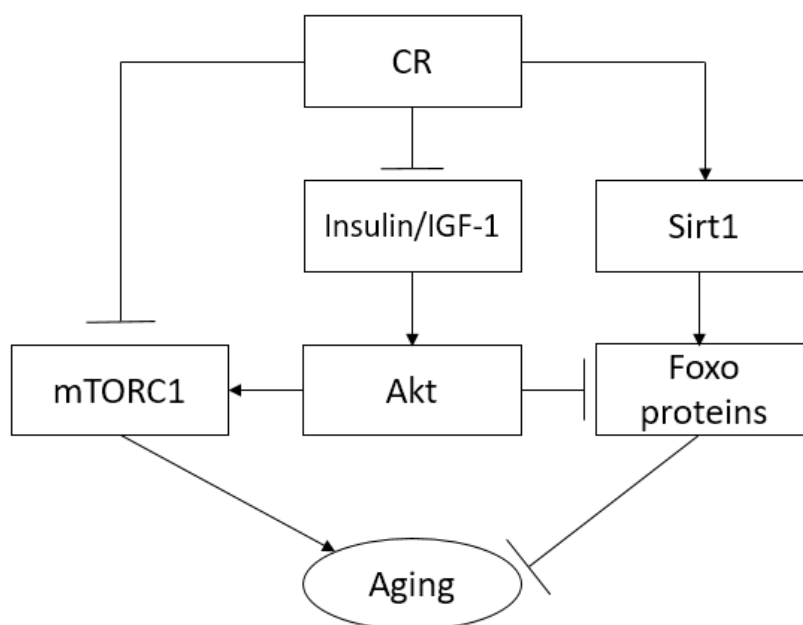 CR
Insulin/IGF-1
Sirt1
mTORC1
Akt
Foxo
proteins
Aging